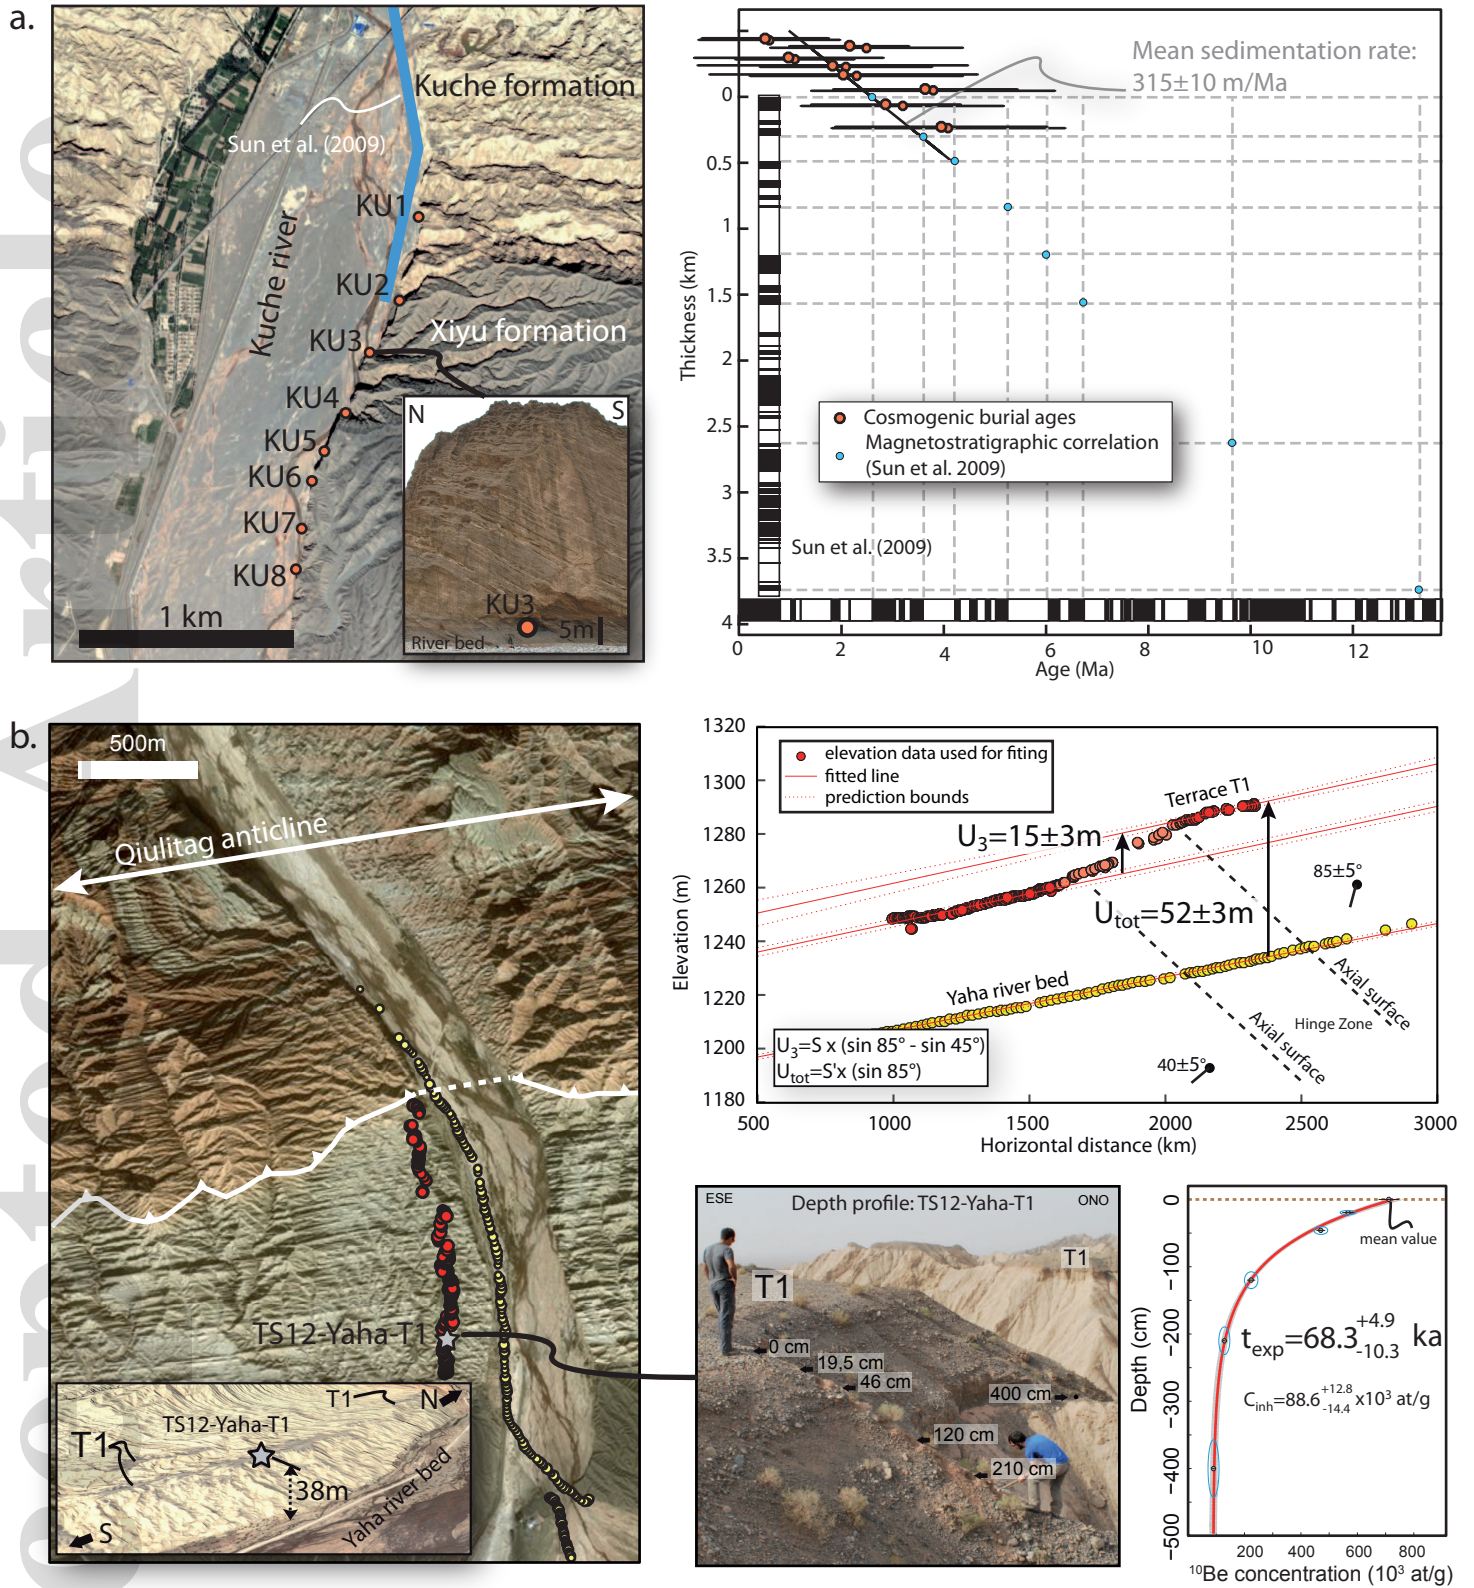 a.
Kuche formation
Sun et al. (2009)
KU1
Kuche river
KU2
Xiyu formation
KU3
KU4
KU5
KU6
KU7
KU8
1 km
N
S
KU3
5m
River bed
Mean sedimentation rate:
315±10 m/Ma
0
0.5
1
1.5
2
2.5
3
3.5
4
Thickness (km)
Cosmogenic burial ages
Magnetostratigraphic correlation
(Sun et al. 2009)
Sun et al. (2009)
0
2
4
6
8
10
12
Age (Ma)
b.
500m
Qiulitag anticline
TS12-Yaha-T1
T1
N
TS12-Yaha-T1
T1
38m
Yaha river bed
S
1320
1300
1280
1260
1240
1220
1200
1180
Elevation (m)
elevation data used for fiting
fitted line
prediction bounds
Terrace T1
U3=15±3m
85±5°
Utot=52±3m
Yaha river bed
Axial surface
Hinge Zone
Axial surface
U3=S x (sin 85° - sin 45°)
Utot=S'x (sin 85°)
40±5°
500
1000
1500
2000
2500
3000
Horizontal distance (km)
ESE
Depth profile: TS12-Yaha-T1
ONO
T1
T1
0 cm
19,5 cm
46 cm
400 cm
120 cm
210 cm
0
−100
−200
−300
−400
−500
Depth (cm)
mean value
texp=68.3 +4.9 -10.3 ka
Cinh=88.6 +12.8 -14.4 x10³ at/g
200
400
600
800
¹⁰Be concentration (10³ at/g)